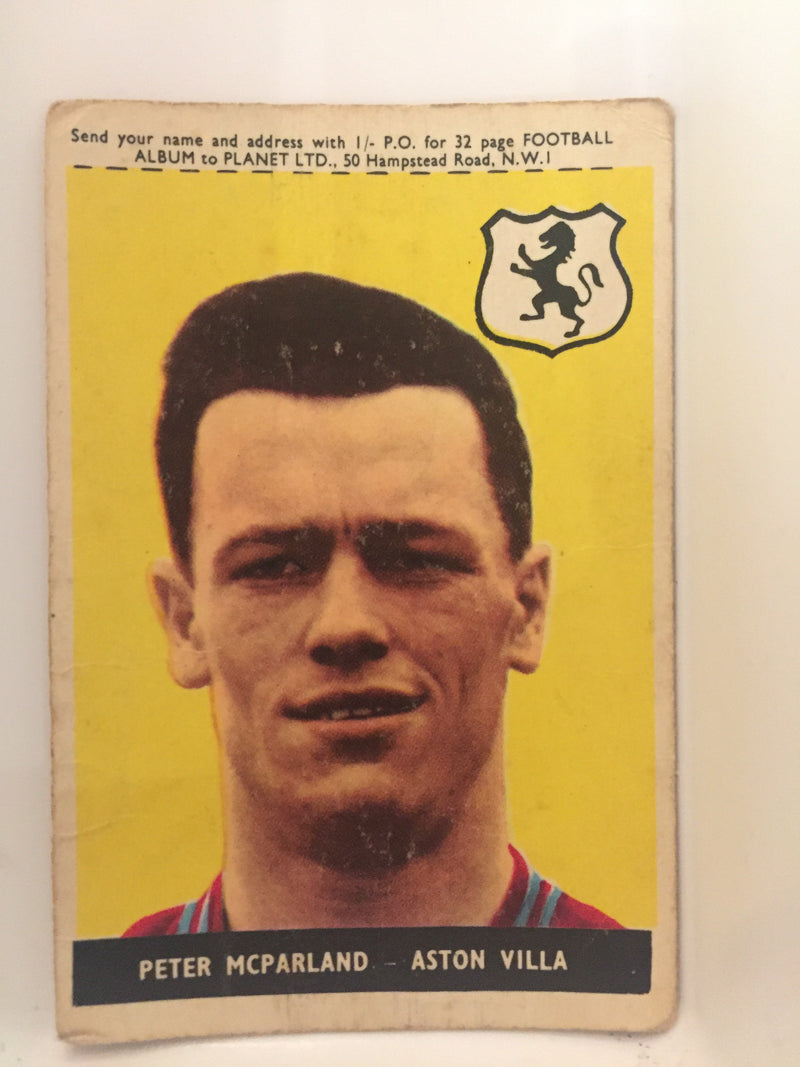 Send your name and address with 1/- P.O. for 32 page FOOTBALL
ALBUM to PLANET LTD., 50 Hampstead Road, N.W.1
PETER MCPARLAND – ASTON VILLA